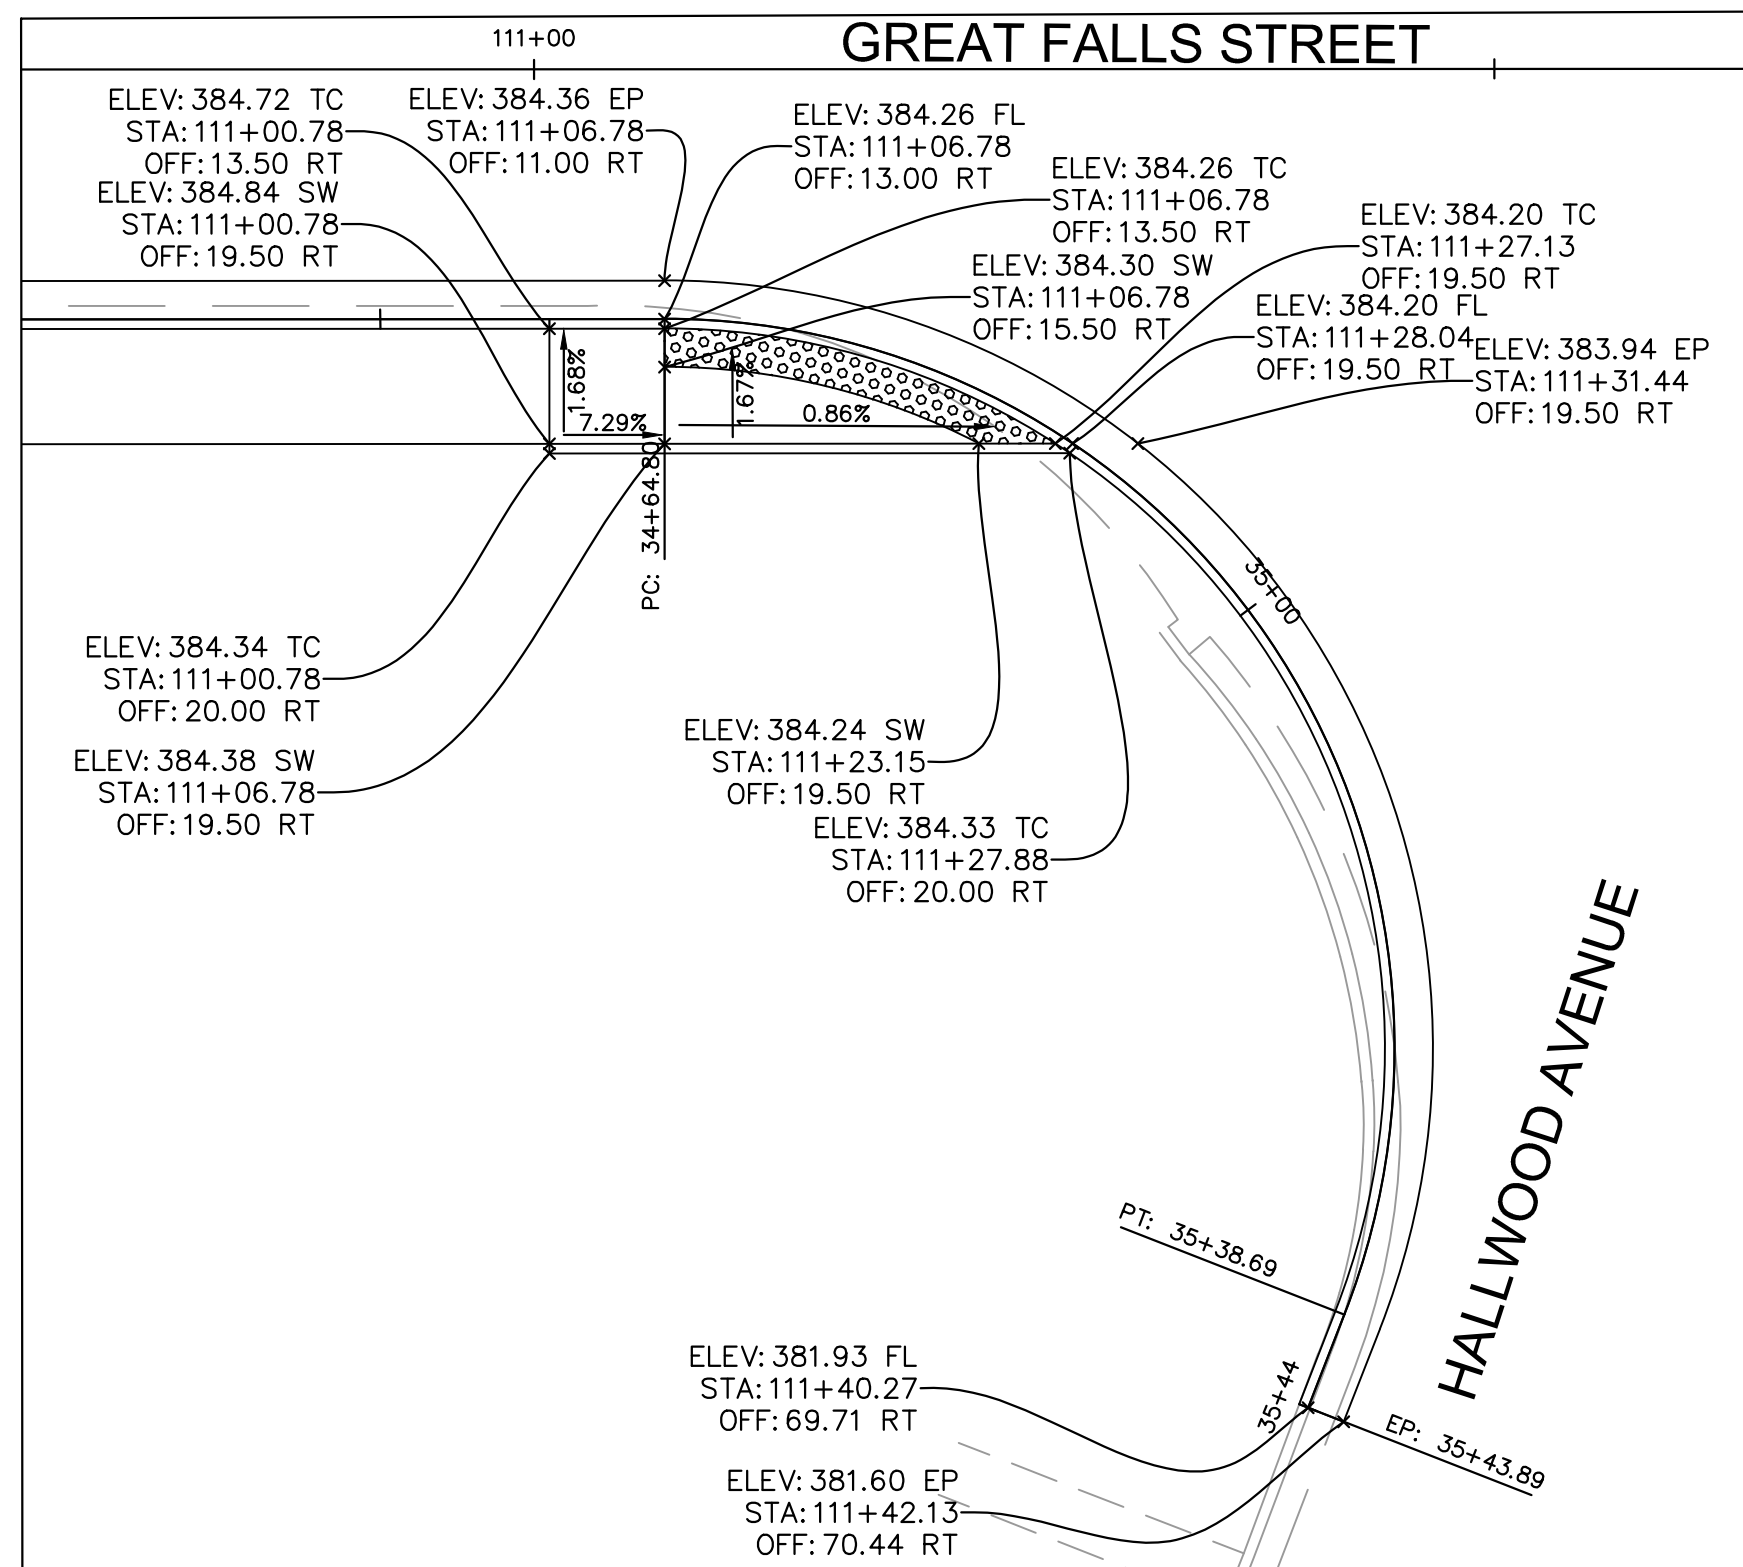 111+00
GREAT FALLS STREET
ELEV: 384.72 TC
STA: 111+00.78
OFF: 13.50 RT
ELEV: 384.36 EP
STA: 111+06.78
OFF: 11.00 RT
ELEV: 384.26 FL
STA: 111+06.78
OFF: 13.00 RT
ELEV: 384.26 TC
STA: 111+06.78
OFF: 13.50 RT
ELEV: 384.84 SW
STA: 111+00.78
OFF: 19.50 RT
ELEV: 384.20 TC
STA: 111+27.13
OFF: 19.50 RT
ELEV: 384.30 SW
STA: 111+06.78
OFF: 15.50 RT
ELEV: 384.20 FL
STA: 111+28.04
OFF: 19.50 RT
ELEV: 383.94 EP
STA: 111+31.44
OFF: 19.50 RT
1.68%
7.29%
1.67%
0.86%
PC: 34+64.80
35+00
ELEV: 384.34 TC
STA: 111+00.78
OFF: 20.00 RT
ELEV: 384.38 SW
STA: 111+06.78
OFF: 19.50 RT
ELEV: 384.24 SW
STA: 111+23.15
OFF: 19.50 RT
ELEV: 384.33 TC
STA: 111+27.88
OFF: 20.00 RT
HALLWOOD AVENUE
PT: 35+38.69
ELEV: 381.93 FL
STA: 111+40.27
OFF: 69.71 RT
35+44
EP: 35+43.89
ELEV: 381.60 EP
STA: 111+42.13
OFF: 70.44 RT